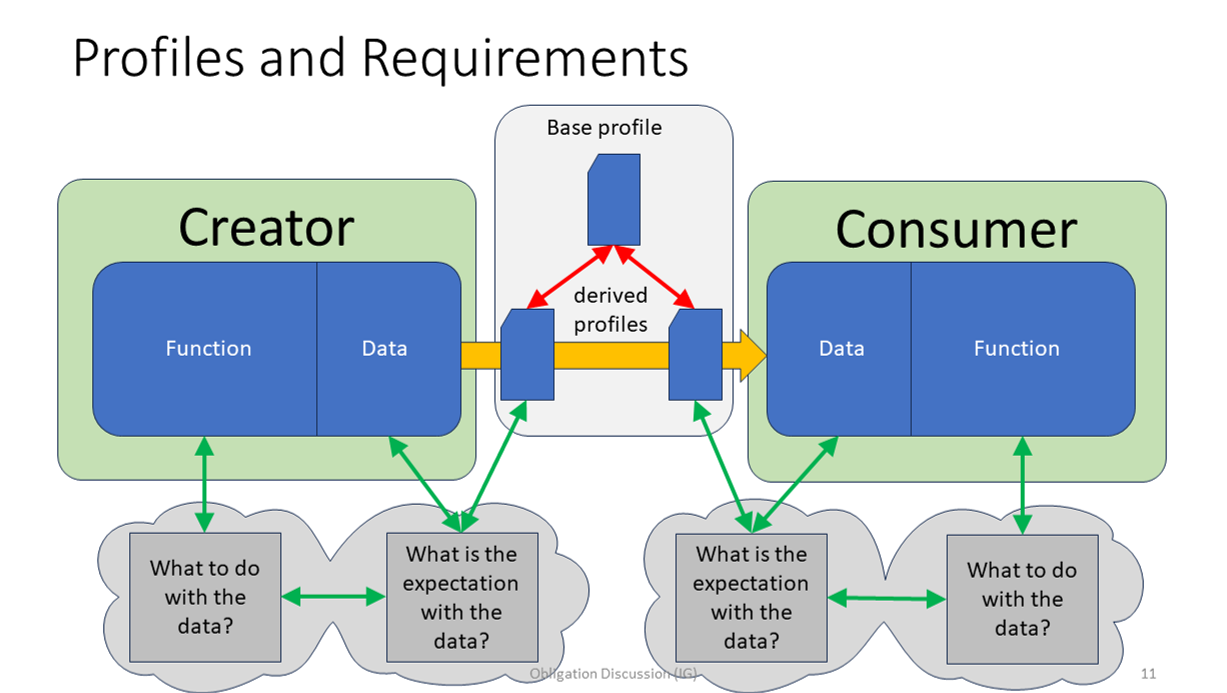 Profiles and Requirements
Base profile
Creator
Consumer
derived
profiles
Function
Data
Data
Function
What to do
with the
data?
What is the
expectation
with the
data?
What is the
expectation
with the
data?
What to do
with the
data?
Obligation Discussion (IG)
11